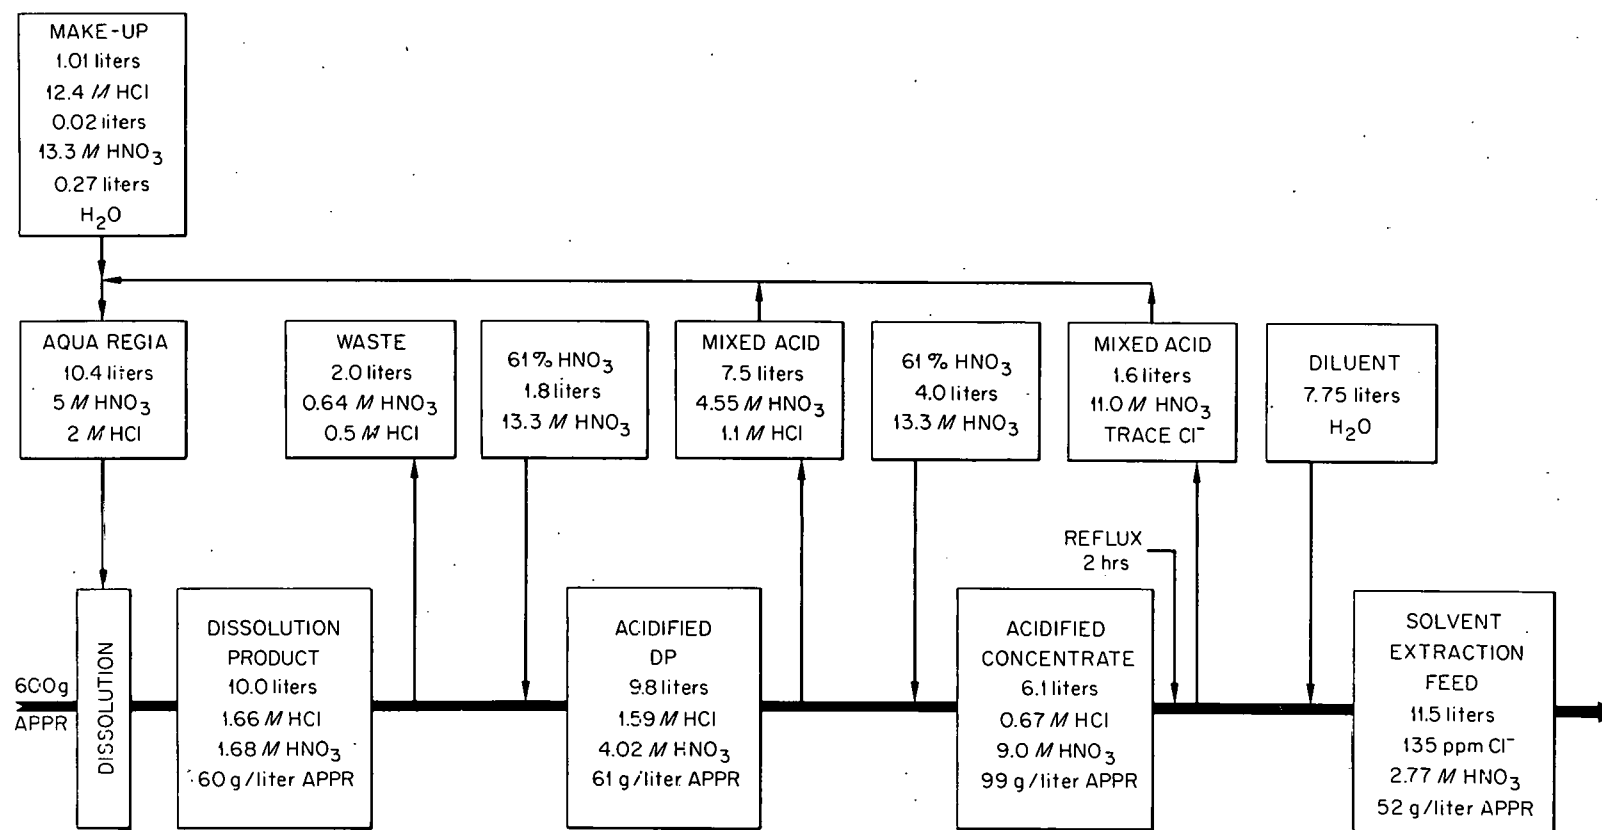 MAKE-UP
1.01 liters
12.4 M HCl
0.02 liters
13.3 M HNO3
0.27 liters
H2O
AQUA REGIA
10.4 liters
5 M HNO3
2 M HCl
WASTE
2.0 liters
0.64 M HNO3
0.5 M HCl
61% HNO3
1.8 liters
13.3 M HNO3
MIXED ACID
7.5 liters
4.55 M HNO3
1.1 M HCl
61% HNO3
4.0 liters
13.3 M HNO3
MIXED ACID
1.6 liters
11.0 M HNO3
TRACE Cl-
DILUENT
7.75 liters
H2O
REFLUX
2 hrs
600g
APPR
DISSOLUTION
DISSOLUTION
PRODUCT
10.0 liters
1.66 M HCl
1.68 M HNO3
60 g/liter APPR
ACIDIFIED
DP
9.8 liters
1.59 M HCl
4.02 M HNO3
61 g/liter APPR
ACIDIFIED
CONCENTRATE
6.1 liters
0.67 M HCl
9.0 M HNO3
99 g/liter APPR
SOLVENT
EXTRACTION
FEED
11.5 liters
135 ppm Cl-
2.77 M HNO3
52 g/liter APPR